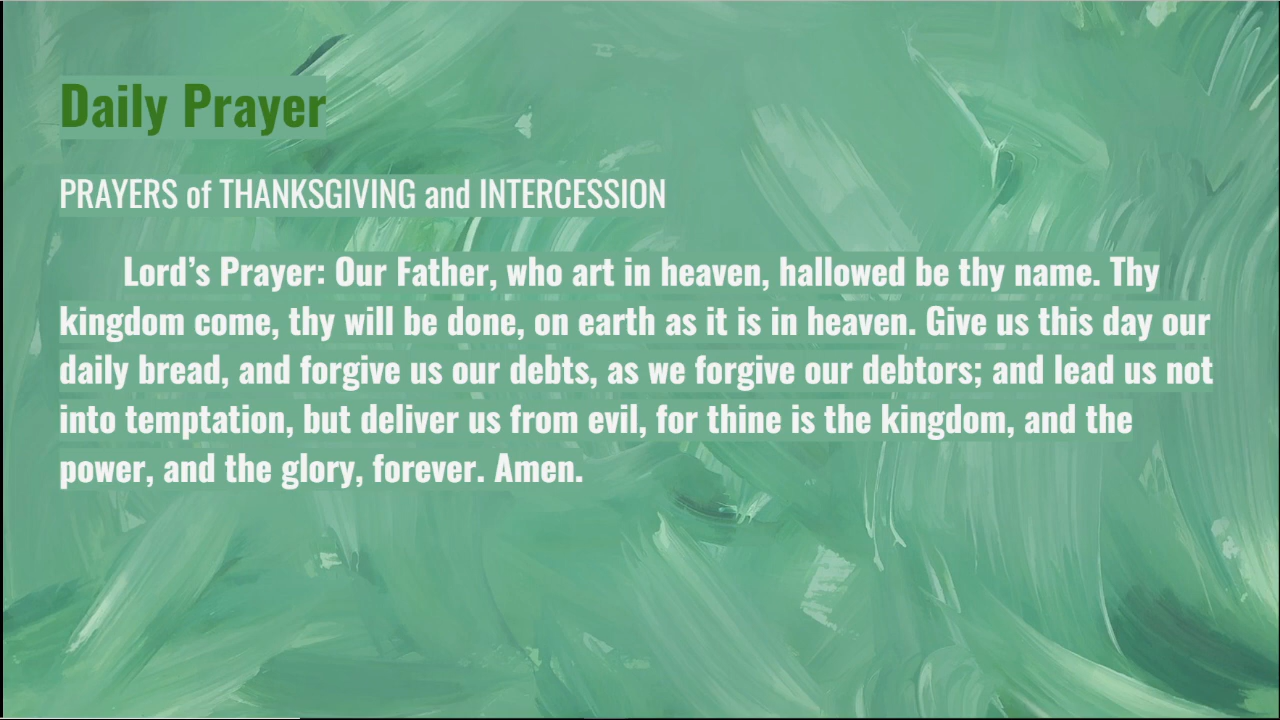 Daily Prayer
PRAYERS of THANKSGIVING and INTERCESSION
Lord’s Prayer: Our Father, who art in heaven, hallowed be thy name. Thy
kingdom come, thy will be done, on earth as it is in heaven. Give us this day our
daily bread, and forgive us our debts, as we forgive our debtors; and lead us not
into temptation, but deliver us from evil, for thine is the kingdom, and the
power, and the glory, forever. Amen.